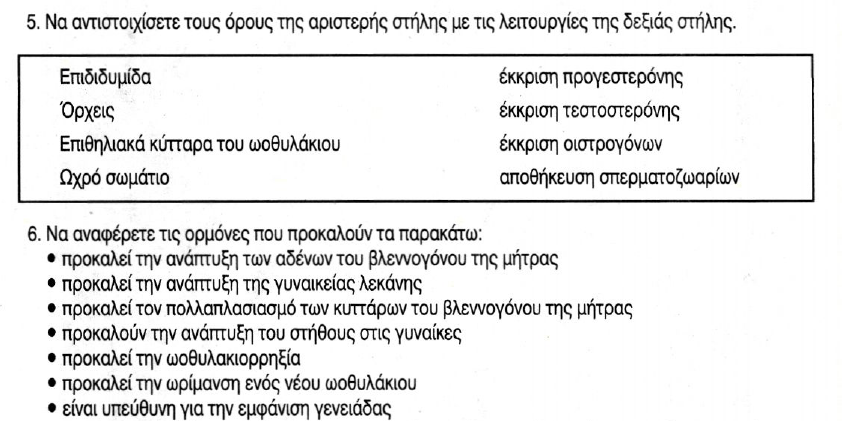 5. Να αντιστοιχίσετε τους όρους της αριστερής στήλης με τις λειτουργίες της δεξιάς στήλης.
Επιδιδυμίδα έκκριση προγεστερόνης
Όρχεις έκκριση τεστοστερόνης
Επιθηλιακά κύτταρα του ωοθυλάκιου έκκριση οιστρογόνων
Ωχρό σωμάτιο αποθήκευση σπερματοζωαρίων
6. Να αναφέρετε τις ορμόνες που προκαλούν τα παρακάτω:
• προκαλεί την ανάπτυξη των αδένων του βλεννογόνου της μήτρας
• προκαλεί την ανάπτυξη της γυναικείας λεκάνης
• προκαλεί τον πολλαπλασιασμό των κυττάρων του βλεννογόνου της μήτρας
• προκαλούν την ανάπτυξη του στήθους στις γυναίκες
• προκαλεί την ωοθυλακιορρηξία
• προκαλεί την ωρίμανση ενός νέου ωοθυλάκιου
• είναι υπεύθυνη για την εμφάνιση γενειάδας